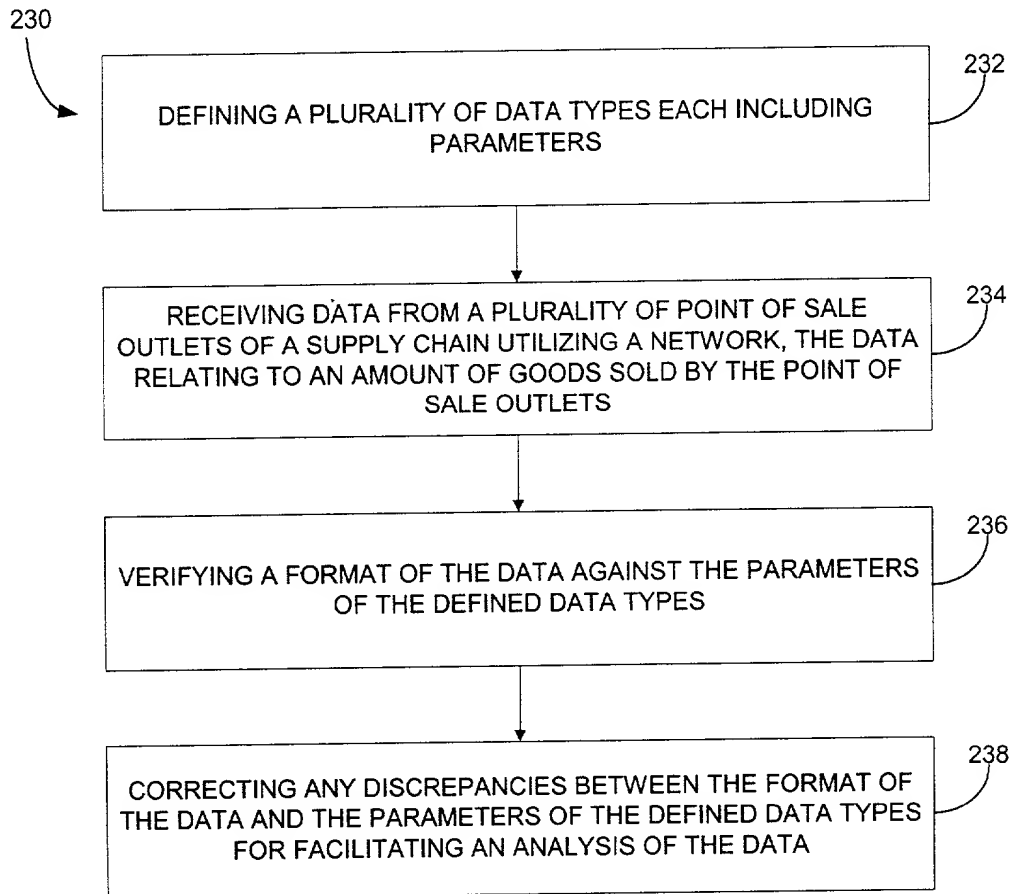 230
232
DEFINING A PLURALITY OF DATA TYPES EACH INCLUDING
PARAMETERS
234
RECEIVING DATA FROM A PLURALITY OF POINT OF SALE
OUTLETS OF A SUPPLY CHAIN UTILIZING A NETWORK, THE DATA
RELATING TO AN AMOUNT OF GOODS SOLD BY THE POINT OF
SALE OUTLETS
236
VERIFYING A FORMAT OF THE DATA AGAINST THE PARAMETERS
OF THE DEFINED DATA TYPES
238
CORRECTING ANY DISCREPANCIES BETWEEN THE FORMAT OF
THE DATA AND THE PARAMETERS OF THE DEFINED DATA TYPES
FOR FACILITATING AN ANALYSIS OF THE DATA